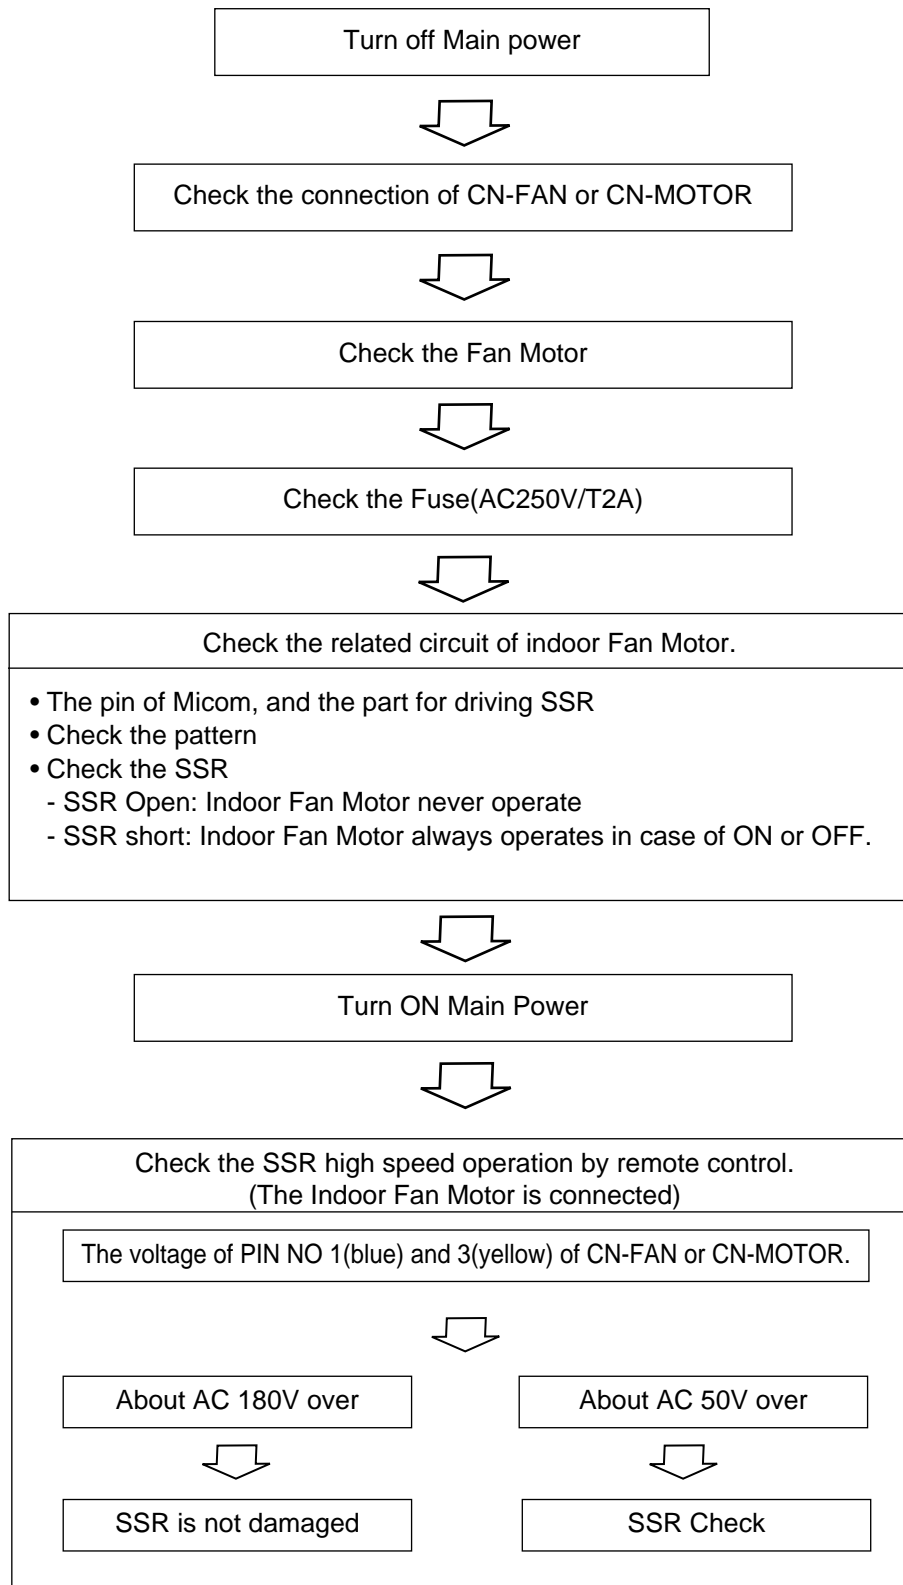 Turn off Main power
Check the connection of CN-FAN or CN-MOTOR
Check the Fan Motor
Check the Fuse(AC250V/T2A)
Check the related circuit of indoor Fan Motor.
• The pin of Micom, and the part for driving SSR
• Check the pattern
• Check the SSR
- SSR Open: Indoor Fan Motor never operate
- SSR short: Indoor Fan Motor always operates in case of ON or OFF.
Turn ON Main Power
Check the SSR high speed operation by remote control.
(The Indoor Fan Motor is connected)
The voltage of PIN NO 1(blue) and 3(yellow) of CN-FAN or CN-MOTOR.
About AC 180V over
About AC 50V over
SSR is not damaged
SSR Check